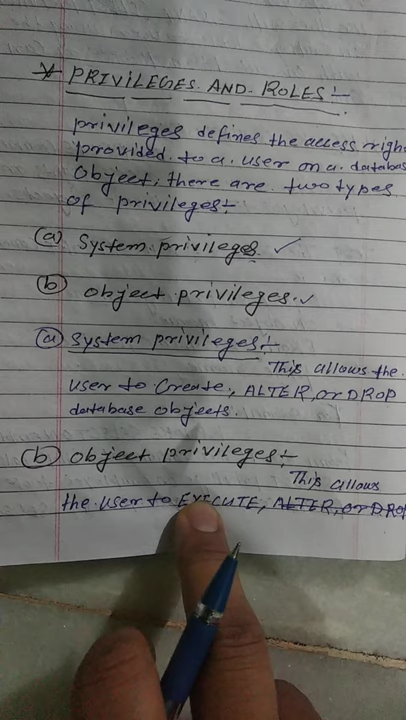 * PRIVILEGES AND ROLES:-
privileges defines the access righ
provided to a user on a databas
Object, there are two types
of privileges:-
(a) System privileges. ✓
(b) object privileges. ✓
(a) System privileges:-
This allows the
user to Create, ALTER, or DROP
database objects.
(b) object privileges:-
This allows
the user to EXECUTE, ALTER, or DROP